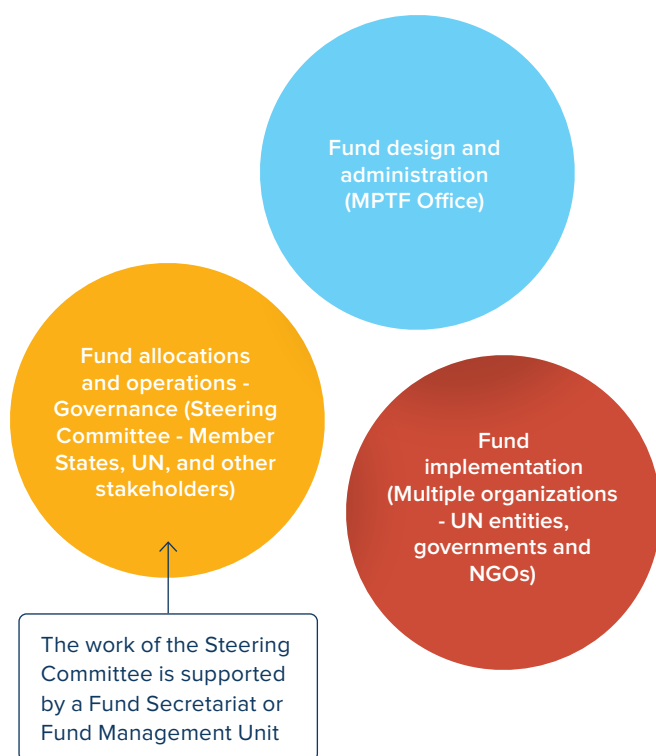 Fund design and
administration
(MPTF Office)
Fund allocations
and operations -
Governance (Steering
Committee - Member
States, UN, and other
stakeholders)
Fund
implementation
(Multiple organizations
- UN entities,
governments and
NGOs)
The work of the Steering
Committee is supported
by a Fund Secretariat or
Fund Management Unit